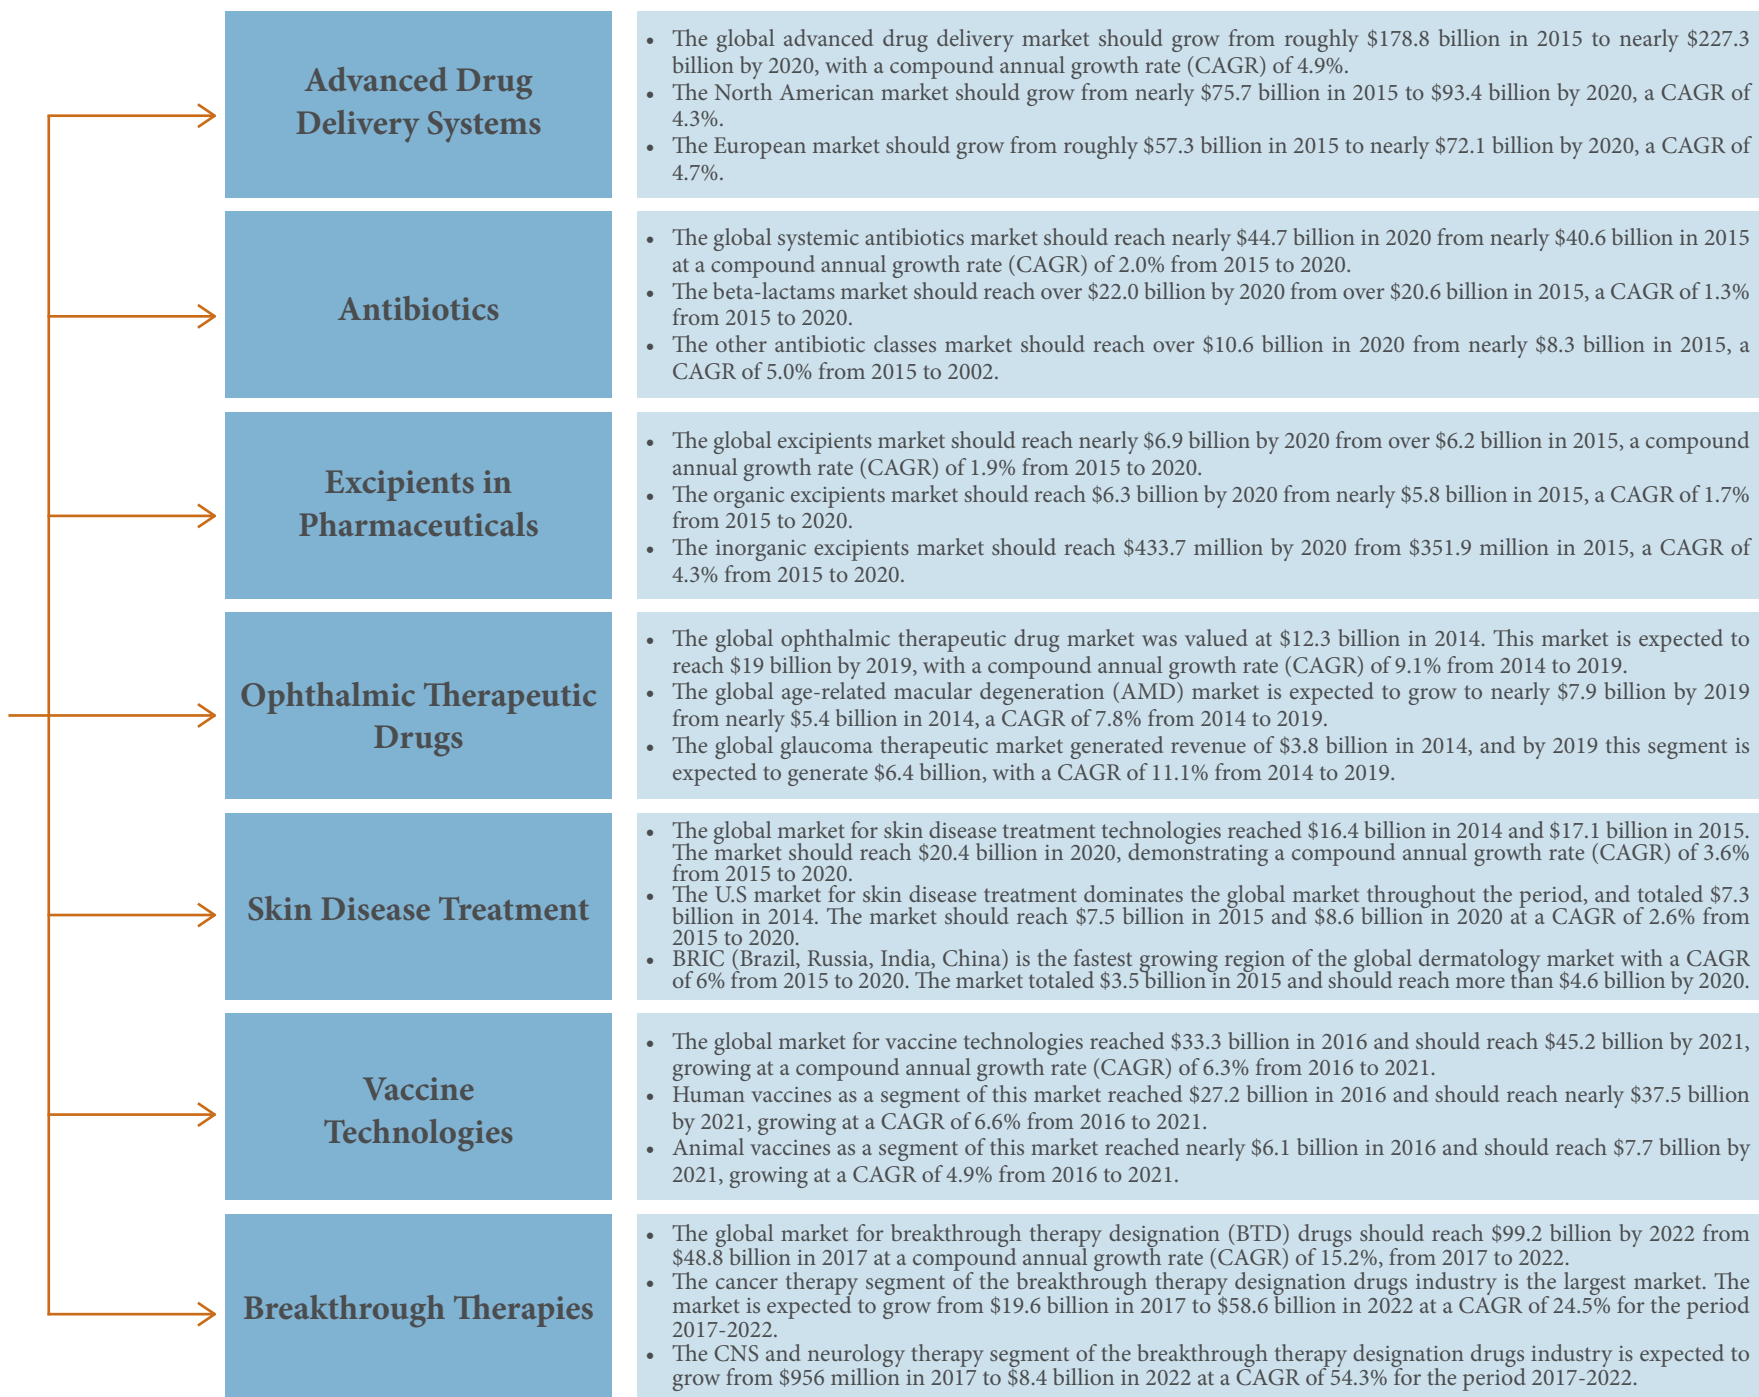 Advanced Drug
Delivery Systems
• The global advanced drug delivery market should grow from roughly $178.8 billion in 2015 to nearly $227.3
billion by 2020, with a compound annual growth rate (CAGR) of 4.9%.
• The North American market should grow from nearly $75.7 billion in 2015 to $93.4 billion by 2020, a CAGR of
4.3%.
• The European market should grow from roughly $57.3 billion in 2015 to nearly $72.1 billion by 2020, a CAGR of
4.7%.
Antibiotics
• The global systemic antibiotics market should reach nearly $44.7 billion in 2020 from nearly $40.6 billion in 2015
at a compound annual growth rate (CAGR) of 2.0% from 2015 to 2020.
• The beta-lactams market should reach over $22.0 billion by 2020 from over $20.6 billion in 2015, a CAGR of 1.3%
from 2015 to 2020.
• The other antibiotic classes market should reach over $10.6 billion in 2020 from nearly $8.3 billion in 2015, a
CAGR of 5.0% from 2015 to 2002.
Excipients in
Pharmaceuticals
• The global excipients market should reach nearly $6.9 billion by 2020 from over $6.2 billion in 2015, a compound
annual growth rate (CAGR) of 1.9% from 2015 to 2020.
• The organic excipients market should reach $6.3 billion by 2020 from nearly $5.8 billion in 2015, a CAGR of 1.7%
from 2015 to 2020.
• The inorganic excipients market should reach $433.7 million by 2020 from $351.9 million in 2015, a CAGR of
4.3% from 2015 to 2020.
Ophthalmic Therapeutic
Drugs
• The global ophthalmic therapeutic drug market was valued at $12.3 billion in 2014. This market is expected to
reach $19 billion by 2019, with a compound annual growth rate (CAGR) of 9.1% from 2014 to 2019.
• The global age-related macular degeneration (AMD) market is expected to grow to nearly $7.9 billion by 2019
from nearly $5.4 billion in 2014, a CAGR of 7.8% from 2014 to 2019.
• The global glaucoma therapeutic market generated revenue of $3.8 billion in 2014, and by 2019 this segment is
expected to generate $6.4 billion, with a CAGR of 11.1% from 2014 to 2019.
Skin Disease Treatment
• The global market for skin disease treatment technologies reached $16.4 billion in 2014 and $17.1 billion in 2015.
The market should reach $20.4 billion in 2020, demonstrating a compound annual growth rate (CAGR) of 3.6%
from 2015 to 2020.
• The U.S market for skin disease treatment dominates the global market throughout the period, and totaled $7.3
billion in 2014. The market should reach $7.5 billion in 2015 and $8.6 billion in 2020 at a CAGR of 2.6% from
2015 to 2020.
• BRIC (Brazil, Russia, India, China) is the fastest growing region of the global dermatology market with a CAGR
of 6% from 2015 to 2020. The market totaled $3.5 billion in 2015 and should reach more than $4.6 billion by 2020.
Vaccine
Technologies
• The global market for vaccine technologies reached $33.3 billion in 2016 and should reach $45.2 billion by 2021,
growing at a compound annual growth rate (CAGR) of 6.3% from 2016 to 2021.
• Human vaccines as a segment of this market reached $27.2 billion in 2016 and should reach nearly $37.5 billion
by 2021, growing at a CAGR of 6.6% from 2016 to 2021.
• Animal vaccines as a segment of this market reached nearly $6.1 billion in 2016 and should reach $7.7 billion by
2021, growing at a CAGR of 4.9% from 2016 to 2021.
Breakthrough Therapies
• The global market for breakthrough therapy designation (BTD) drugs should reach $99.2 billion by 2022 from
$48.8 billion in 2017 at a compound annual growth rate (CAGR) of 15.2%, from 2017 to 2022.
• The cancer therapy segment of the breakthrough therapy designation drugs industry is the largest market. The
market is expected to grow from $19.6 billion in 2017 to $58.6 billion in 2022 at a CAGR of 24.5% for the period
2017-2022.
• The CNS and neurology therapy segment of the breakthrough therapy designation drugs industry is expected to
grow from $956 million in 2017 to $8.4 billion in 2022 at a CAGR of 54.3% for the period 2017-2022.